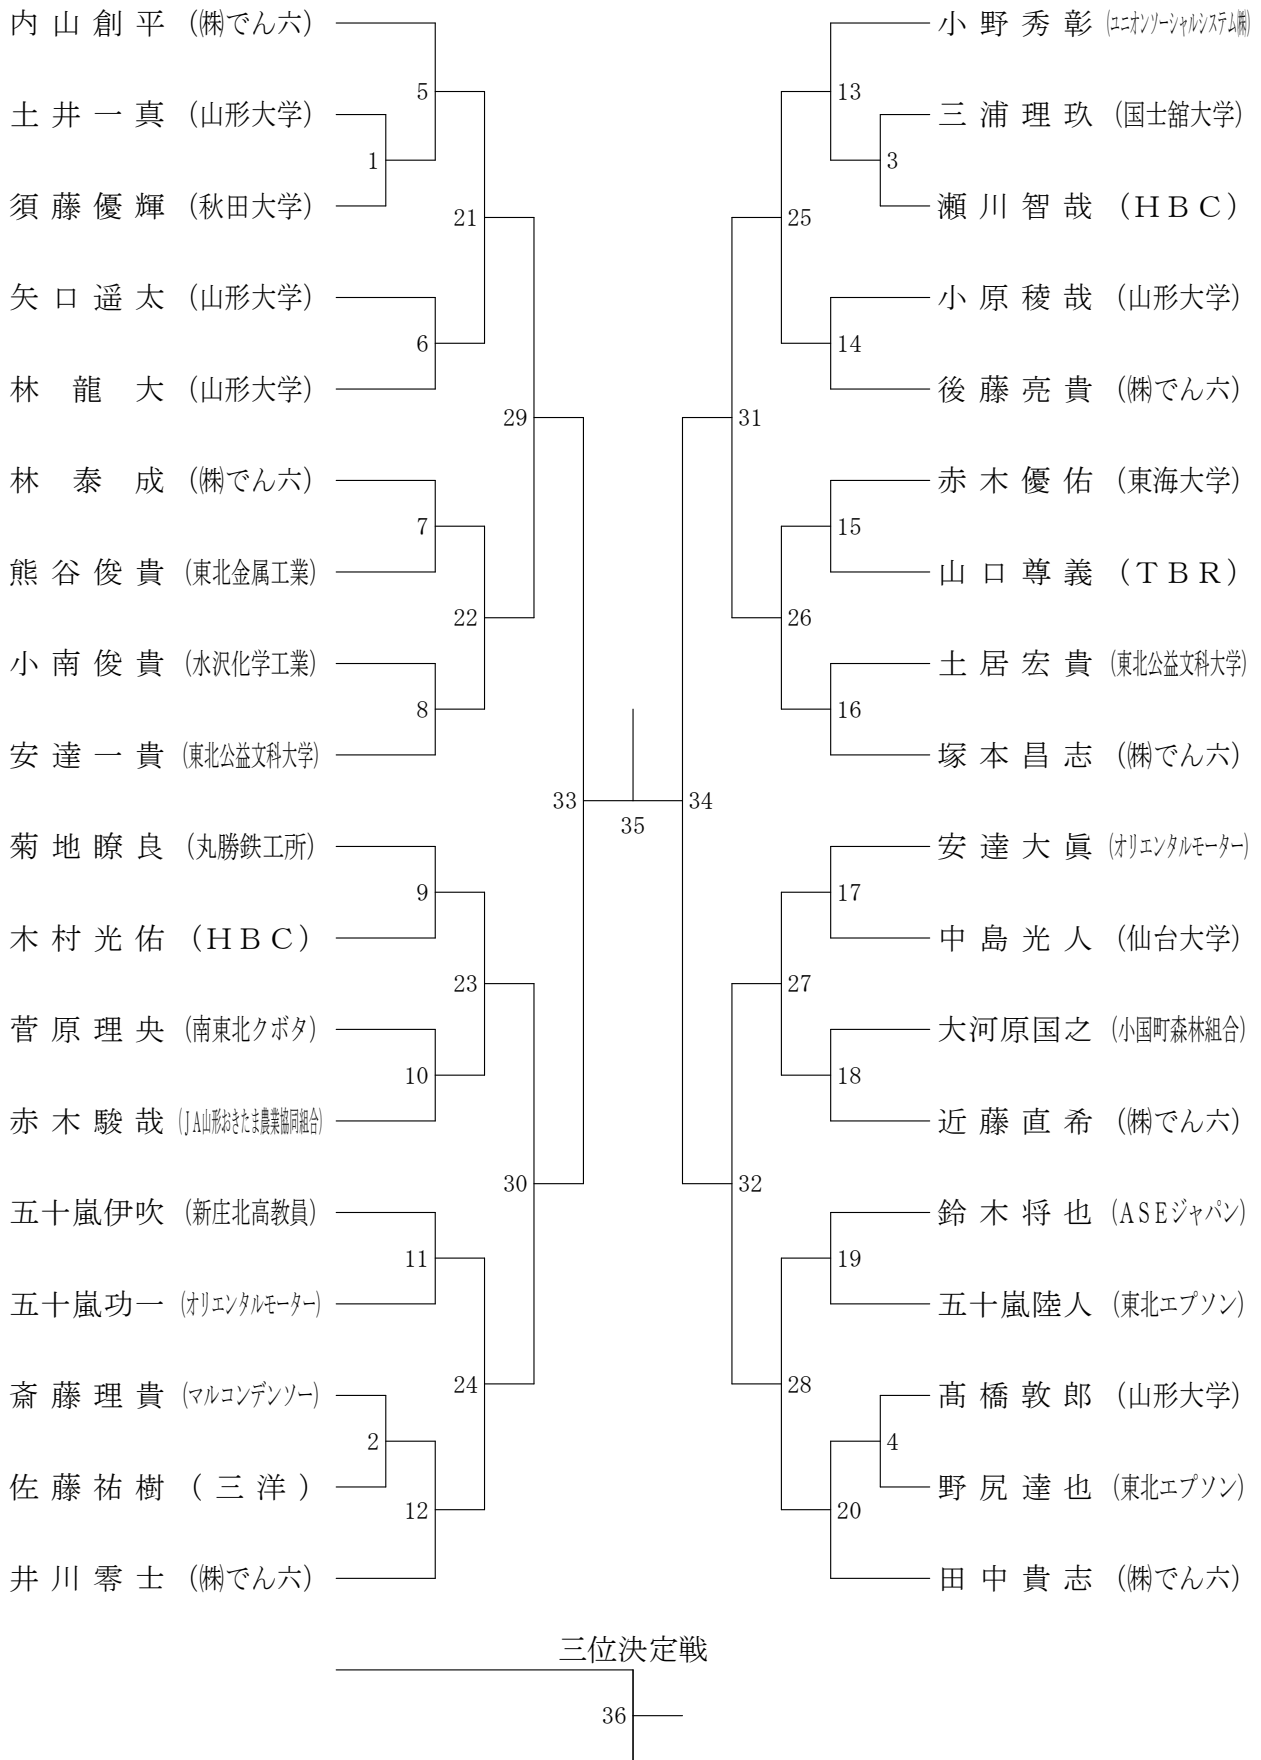 内山創平 (㈱でん六)
5
土井一真 (山形大学)
1
須藤優輝 (秋田大学)
21
矢口遥太 (山形大学)
6
林龍大 (山形大学)
29
林泰成 (㈱でん六)
7
熊谷俊貴 (東北金属工業)
22
小南俊貴 (水沢化学工業)
8
安達一貴 (東北公益文科大学)
33
菊地瞭良 (丸勝鉄工所)
9
木村光佑 (HBC)
23
菅原理央 (南東北クボタ)
10
赤木駿哉 (JA山形おきたま農業協同組合)
30
五十嵐伊吹 (新庄北高教員)
11
五十嵐功一 (オリエンタルモーター)
24
斎藤理貴 (マルコンデンソー)
2
佐藤祐樹 (三洋)
12
井川零士 (㈱でん六)
35
小野秀彰 (ユニオンソーシャルシステム㈱)
13
三浦理玖 (国士舘大学)
3
瀬川智哉 (HBC)
25
小原稜哉 (山形大学)
14
後藤亮貴 (㈱でん六)
31
赤木優佑 (東海大学)
15
山口尊義 (TBR)
26
土居宏貴 (東北公益文科大学)
16
塚本昌志 (㈱でん六)
34
安達大眞 (オリエンタルモーター)
17
中島光人 (仙台大学)
27
大河原国之 (小国町森林組合)
18
近藤直希 (㈱でん六)
32
鈴木将也 (ASEジャパン)
19
五十嵐陸人 (東北エプソン)
28
髙橋敦郎 (山形大学)
4
野尻達也 (東北エプソン)
20
田中貴志 (㈱でん六)
三位決定戦
36